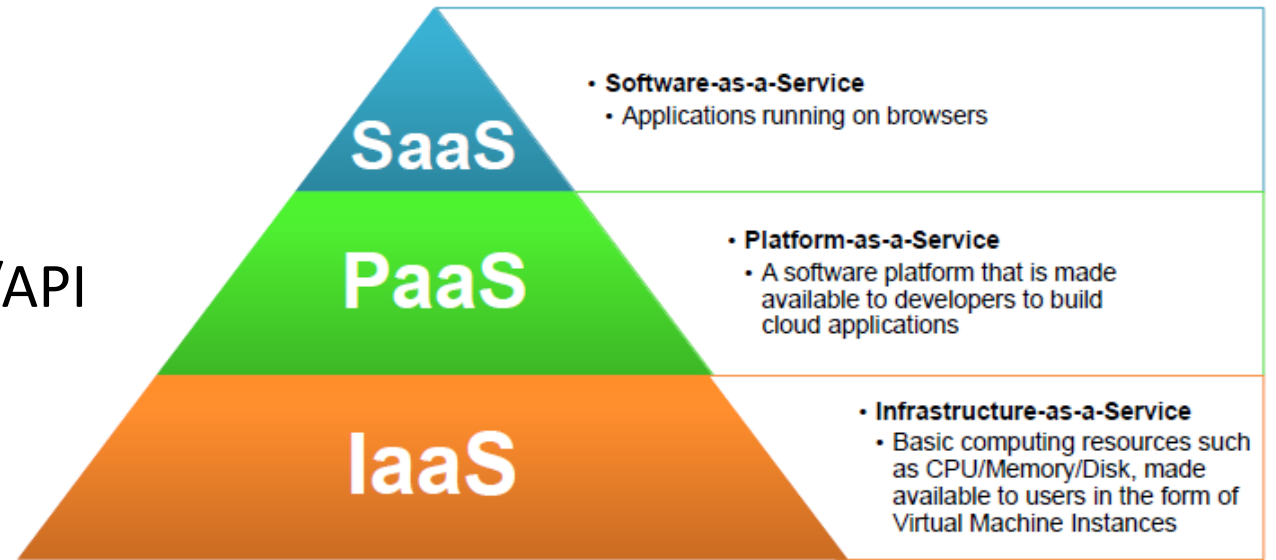 SaaS
• Software-as-a-Service
• Applications running on browsers
/API
PaaS
• Platform-as-a-Service
• A software platform that is made
available to developers to build
cloud applications
IaaS
• Infrastructure-as-a-Service
• Basic computing resources such
as CPU/Memory/Disk, made
available to users in the form of
Virtual Machine Instances